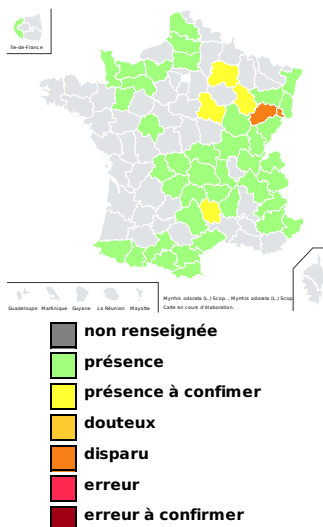 Île-de-France
Guadeloupe Martinique Guyane La Réunion Mayotte
Myrrhis odorata (L.) Scop. , Myrrhis odorata (L.) Scop.
Carte en cours d'élaboration.
non renseignée
présence
présence à confimer
douteux
disparu
erreur
erreur à confirmer